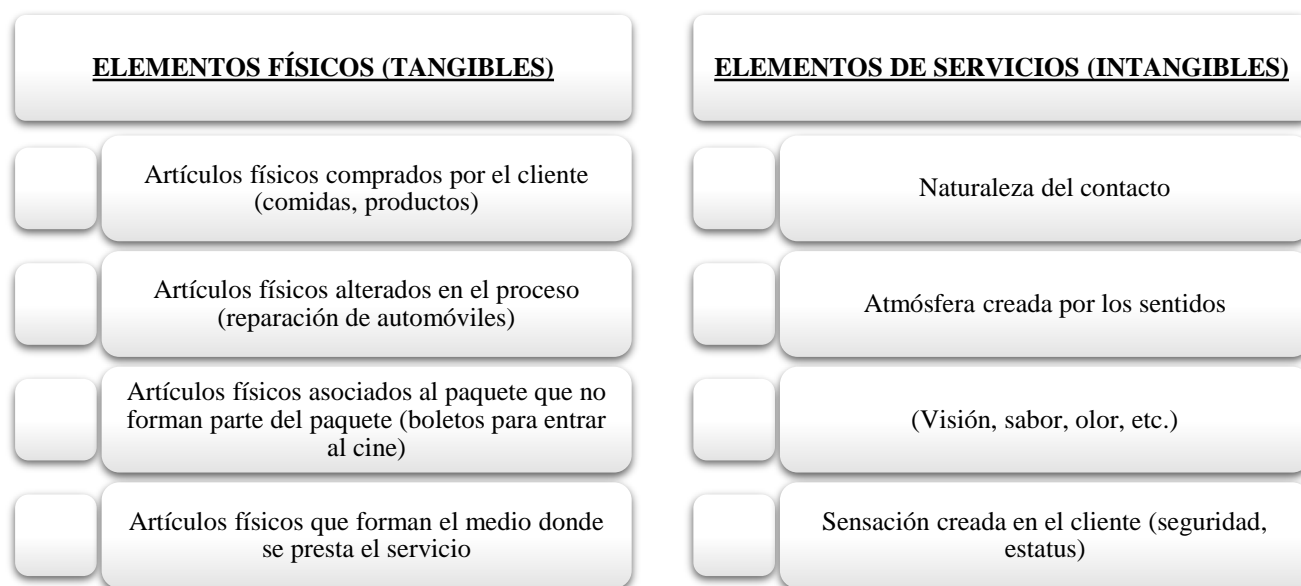 ELEMENTOS FÍSICOS (TANGIBLES)
Artículos físicos comprados por el cliente
(comidas, productos)
Artículos físicos alterados en el proceso
(reparación de automóviles)
Artículos físicos asociados al paquete que no
forman parte del paquete (boletos para entrar
al cine)
Artículos físicos que forman el medio donde
se presta el servicio
ELEMENTOS DE SERVICIOS (INTANGIBLES)
Naturaleza del contacto
Atmósfera creada por los sentidos
(Visión, sabor, olor, etc.)
Sensación creada en el cliente (seguridad,
estatus)